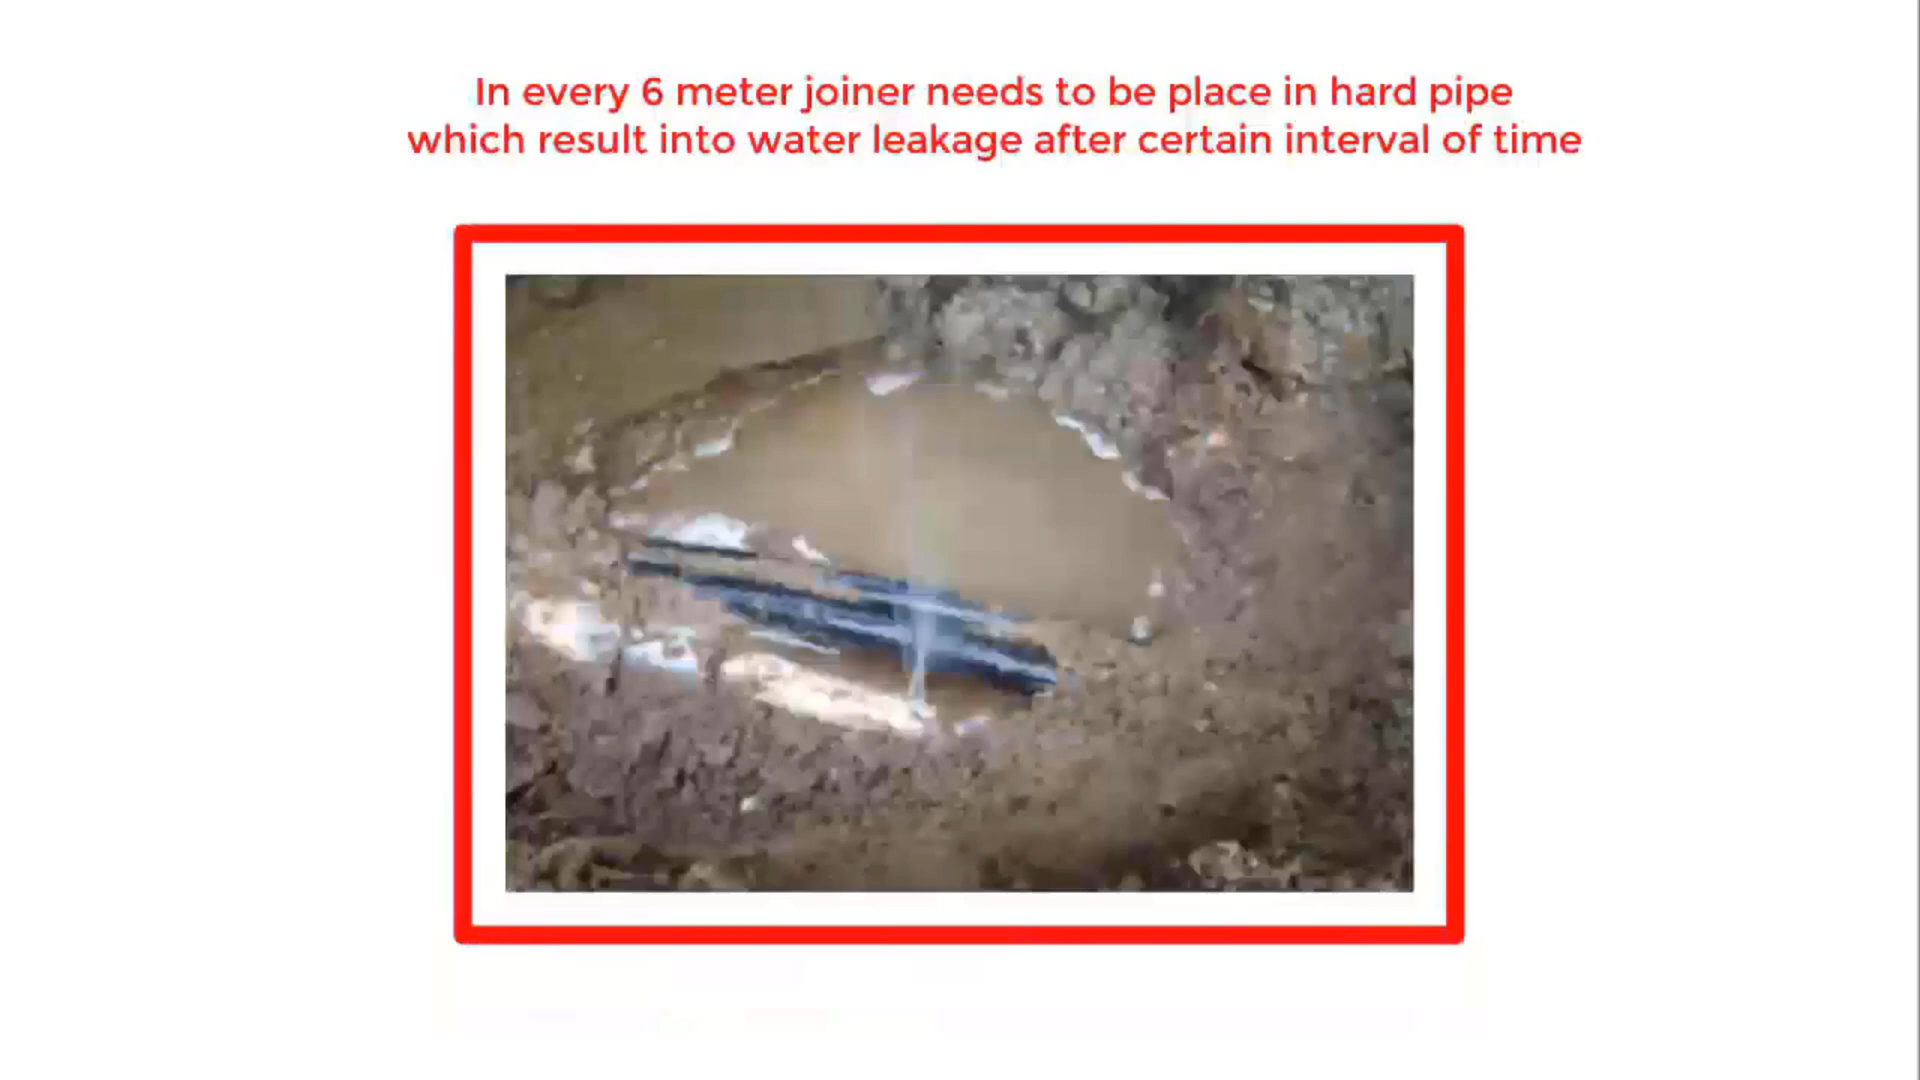 In every 6 meter joiner needs to be place in hard pipe
which result into water leakage after certain interval of time